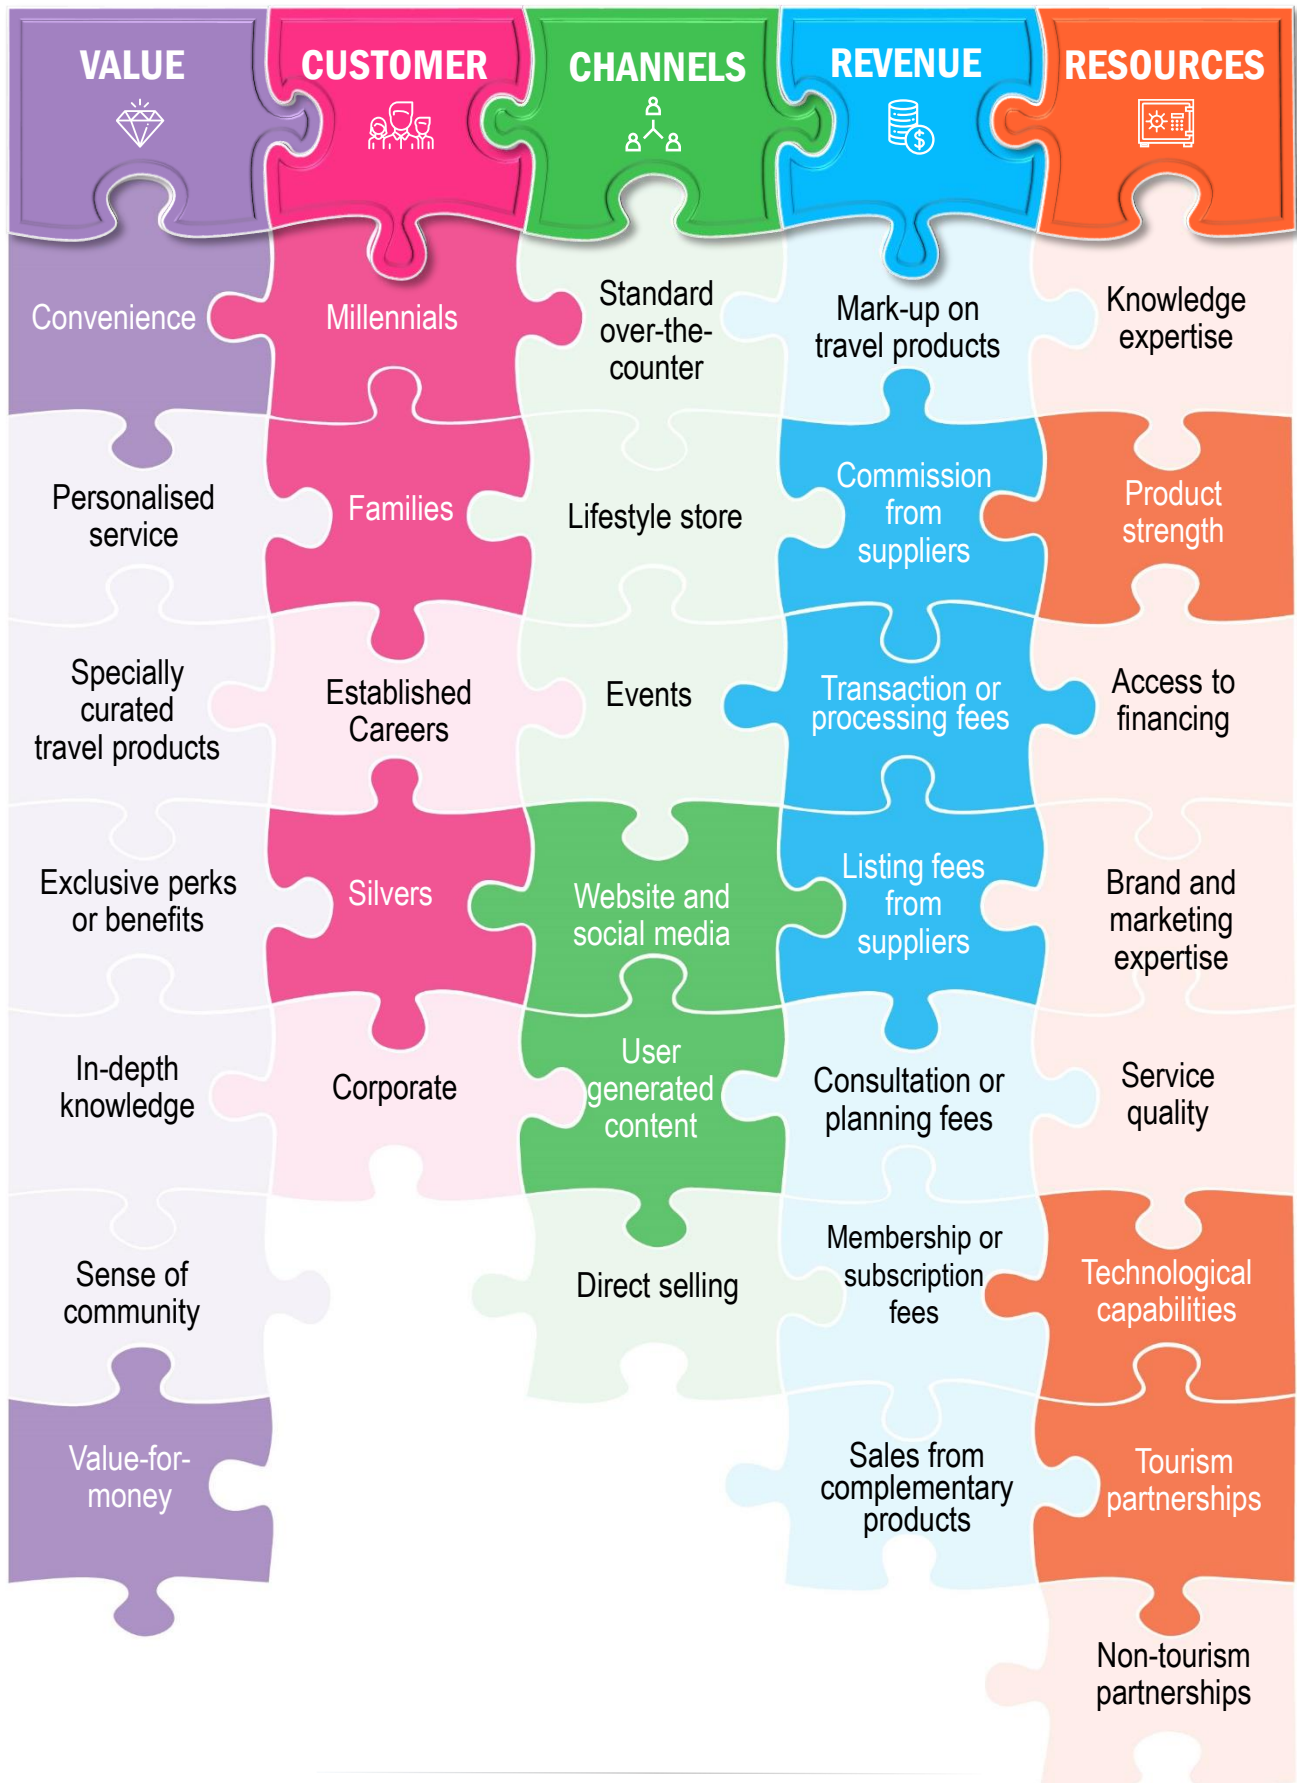 VALUE
CUSTOMER
CHANNELS
REVENUE
RESOURCES
Convenience
Personalised
service
Specially
curated
travel products
Exclusive perks
or benefits
In-depth
knowledge
Sense of
community
Value-for-
money
Millennials
Families
Established
Careers
Silvers
Corporate
Standard
over-the-
counter
Lifestyle store
Events
Website and
social media
User
generated
content
Direct selling
Mark-up on
travel products
Commission
from
suppliers
Transaction or
processing fees
Listing fees
from
suppliers
Consultation or
planning fees
Membership or
subscription
fees
Sales from
complementary
products
Knowledge
expertise
Product
strength
Access to
financing
Brand and
marketing
expertise
Service
quality
Technological
capabilities
Tourism
partnerships
Non-tourism
partnerships